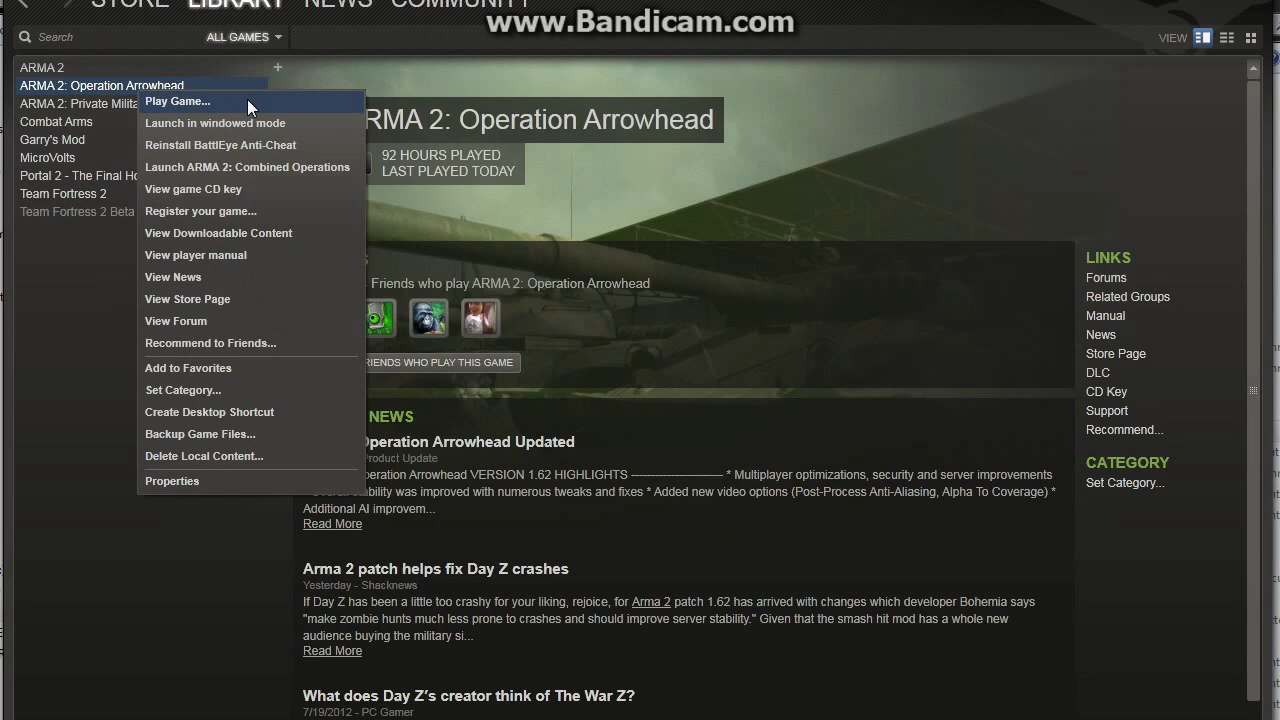 STORE LIBRARY NEWS COMMUNITY
www.Bandicam.com
Search
ALL GAMES
VIEW
ARMA 2
ARMA 2: Operation Arrowhead
ARMA 2: Private Milita
Combat Arms
Garry's Mod
MicroVolts
Portal 2 - The Final Ho
Team Fortress 2
Team Fortress 2 Beta
Play Game...
Launch in windowed mode
Reinstall BattlEye Anti-Cheat
Launch ARMA 2: Combined Operations
View game CD key
Register your game...
View Downloadable Content
View player manual
View News
View Store Page
View Forum
Recommend to Friends...
Add to Favorites
Set Category...
Create Desktop Shortcut
Backup Game Files...
Delete Local Content...
Properties
RMA 2: Operation Arrowhead
92 HOURS PLAYED
LAST PLAYED TODAY
S
Friends who play ARMA 2: Operation Arrowhead
RIENDS WHO PLAY THIS GAME
NEWS
Operation Arrowhead Updated
Product Update
peration Arrowhead VERSION 1.62 HIGHLIGHTS ----------------------- * Multiplayer optimizations, security and server improvements
* Overall stability was improved with numerous tweaks and fixes * Added new video options (Post-Process Anti-Aliasing, Alpha To Coverage) *
Additional AI improvem...
Read More
Arma 2 patch helps fix Day Z crashes
Yesterday - Shacknews
If Day Z has been a little too crashy for your liking, rejoice, for Arma 2 patch 1.62 has arrived with changes which developer Bohemia says
"make zombie hunts much less prone to crashes and should improve server stability." Given that the smash hit mod has a whole new
audience buying the military si...
Read More
What does Day Z's creator think of The War Z?
7/19/2012 - PC Gamer
LINKS
Forums
Related Groups
Manual
News
Store Page
DLC
CD Key
Support
Recommend...
CATEGORY
Set Category...